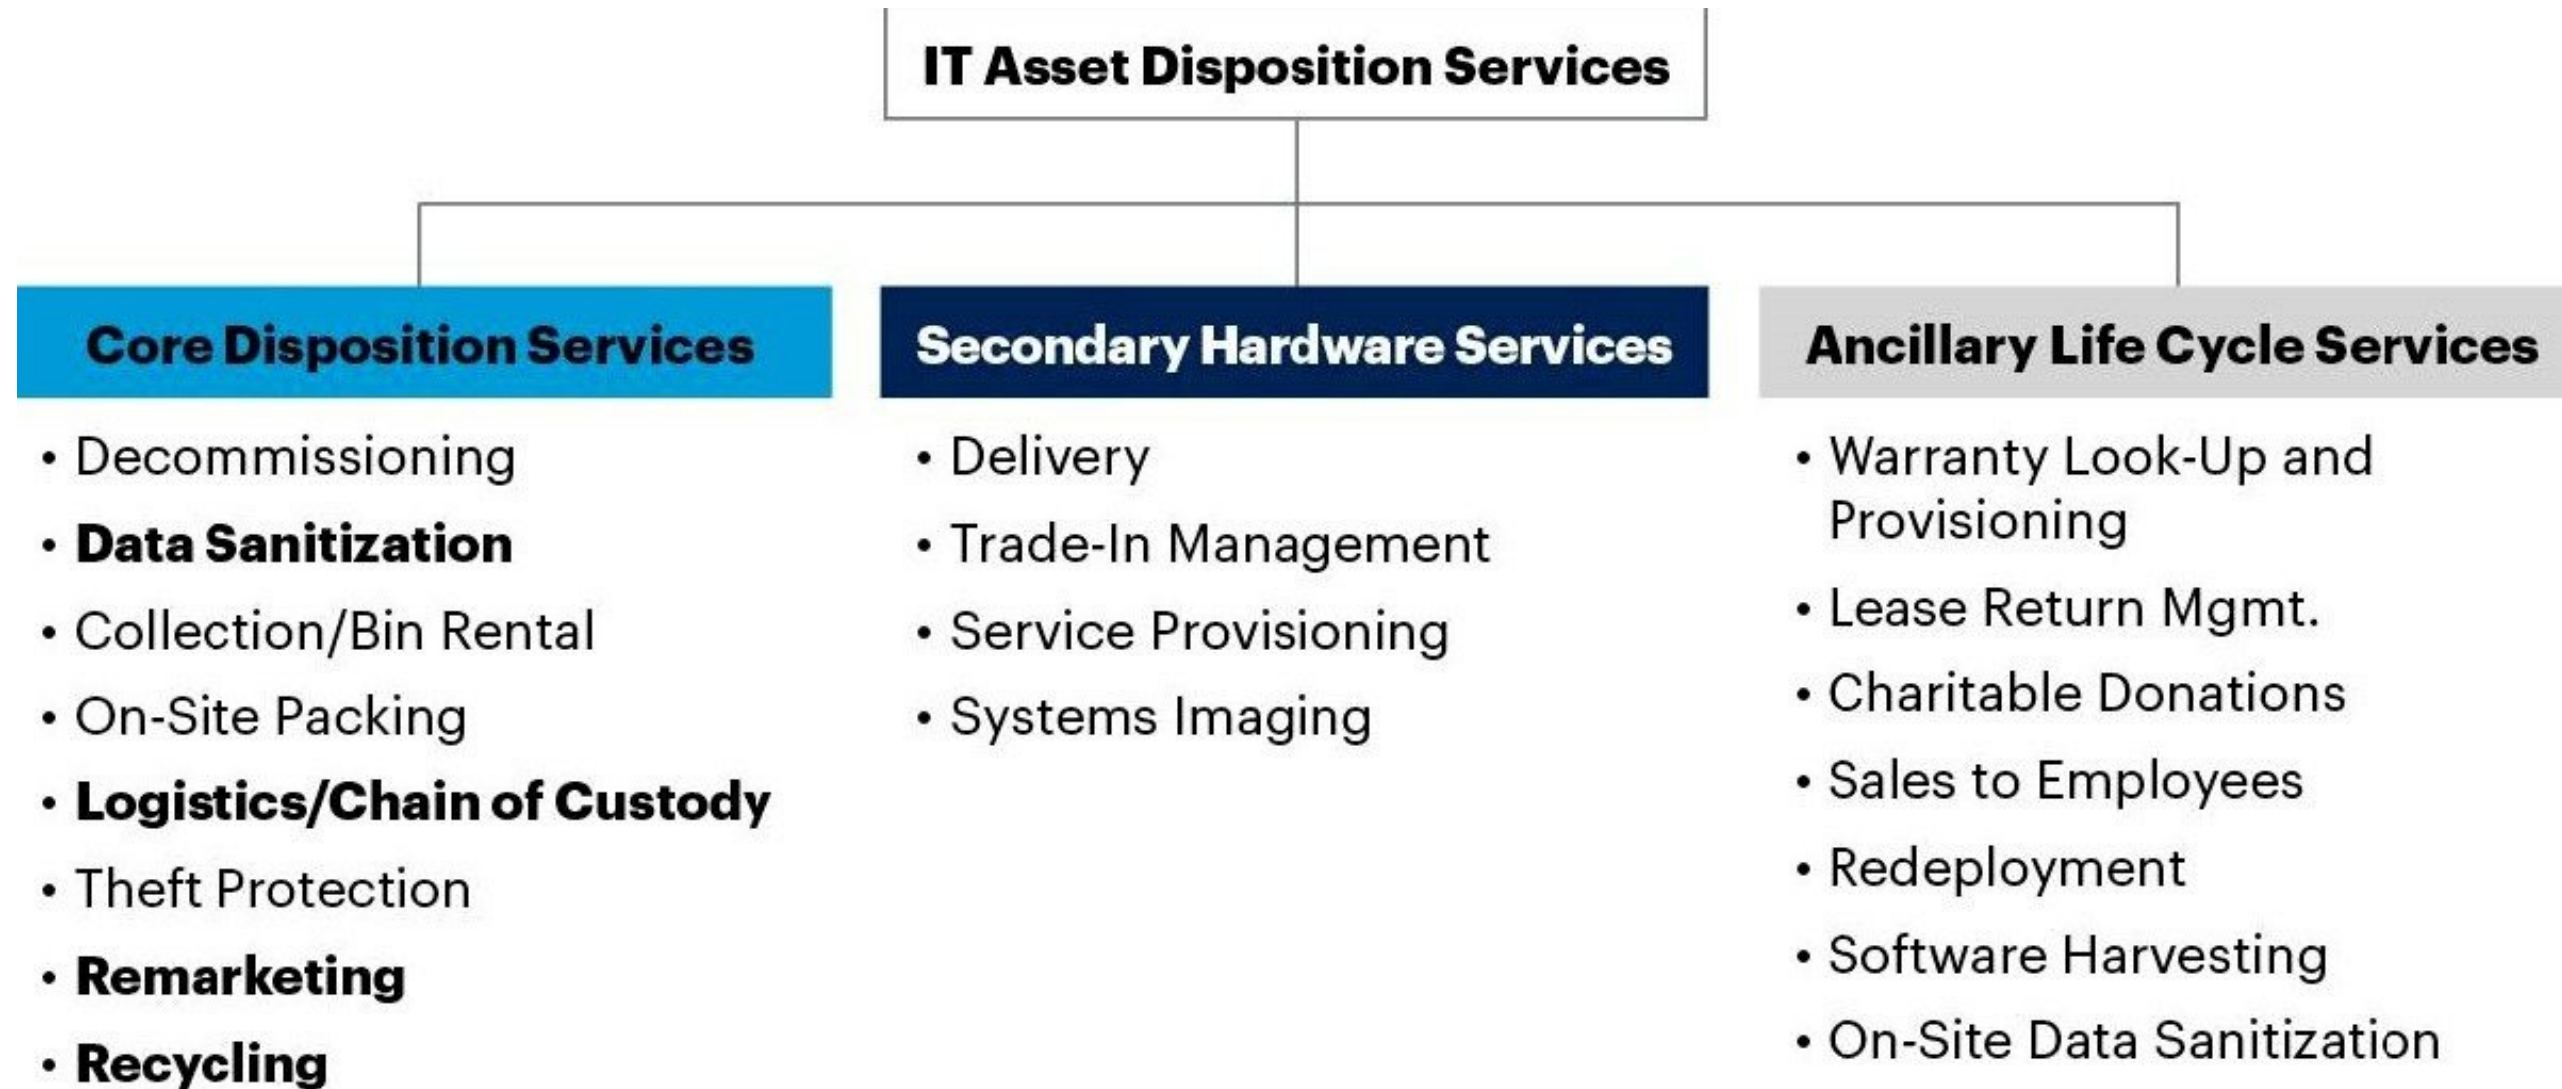 IT Asset Disposition Services
Core Disposition Services
• Decommissioning
• Data Sanitization
• Collection/Bin Rental
• On-Site Packing
• Logistics/Chain of Custody
• Theft Protection
• Remarketing
• Recycling
Secondary Hardware Services
• Delivery
• Trade-In Management
• Service Provisioning
• Systems Imaging
Ancillary Life Cycle Services
• Warranty Look-Up and
Provisioning
• Lease Return Mgmt.
• Charitable Donations
• Sales to Employees
• Redeployment
• Software Harvesting
• On-Site Data Sanitization